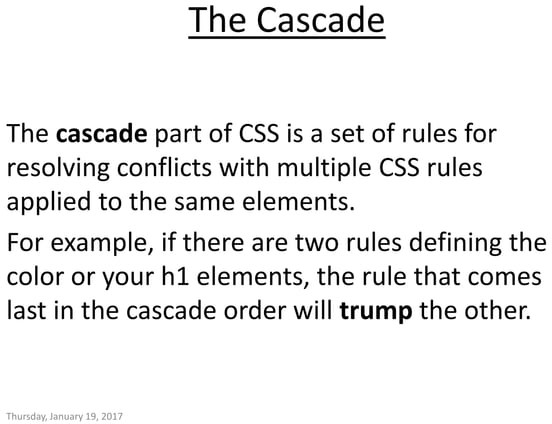 The Cascade
The cascade part of CSS is a set of rules for
resolving conflicts with multiple CSS rules
applied to the same elements.
For example, if there are two rules defining the
color or your h1 elements, the rule that comes
last in the cascade order will trump the other.
Thursday, January 19, 2017